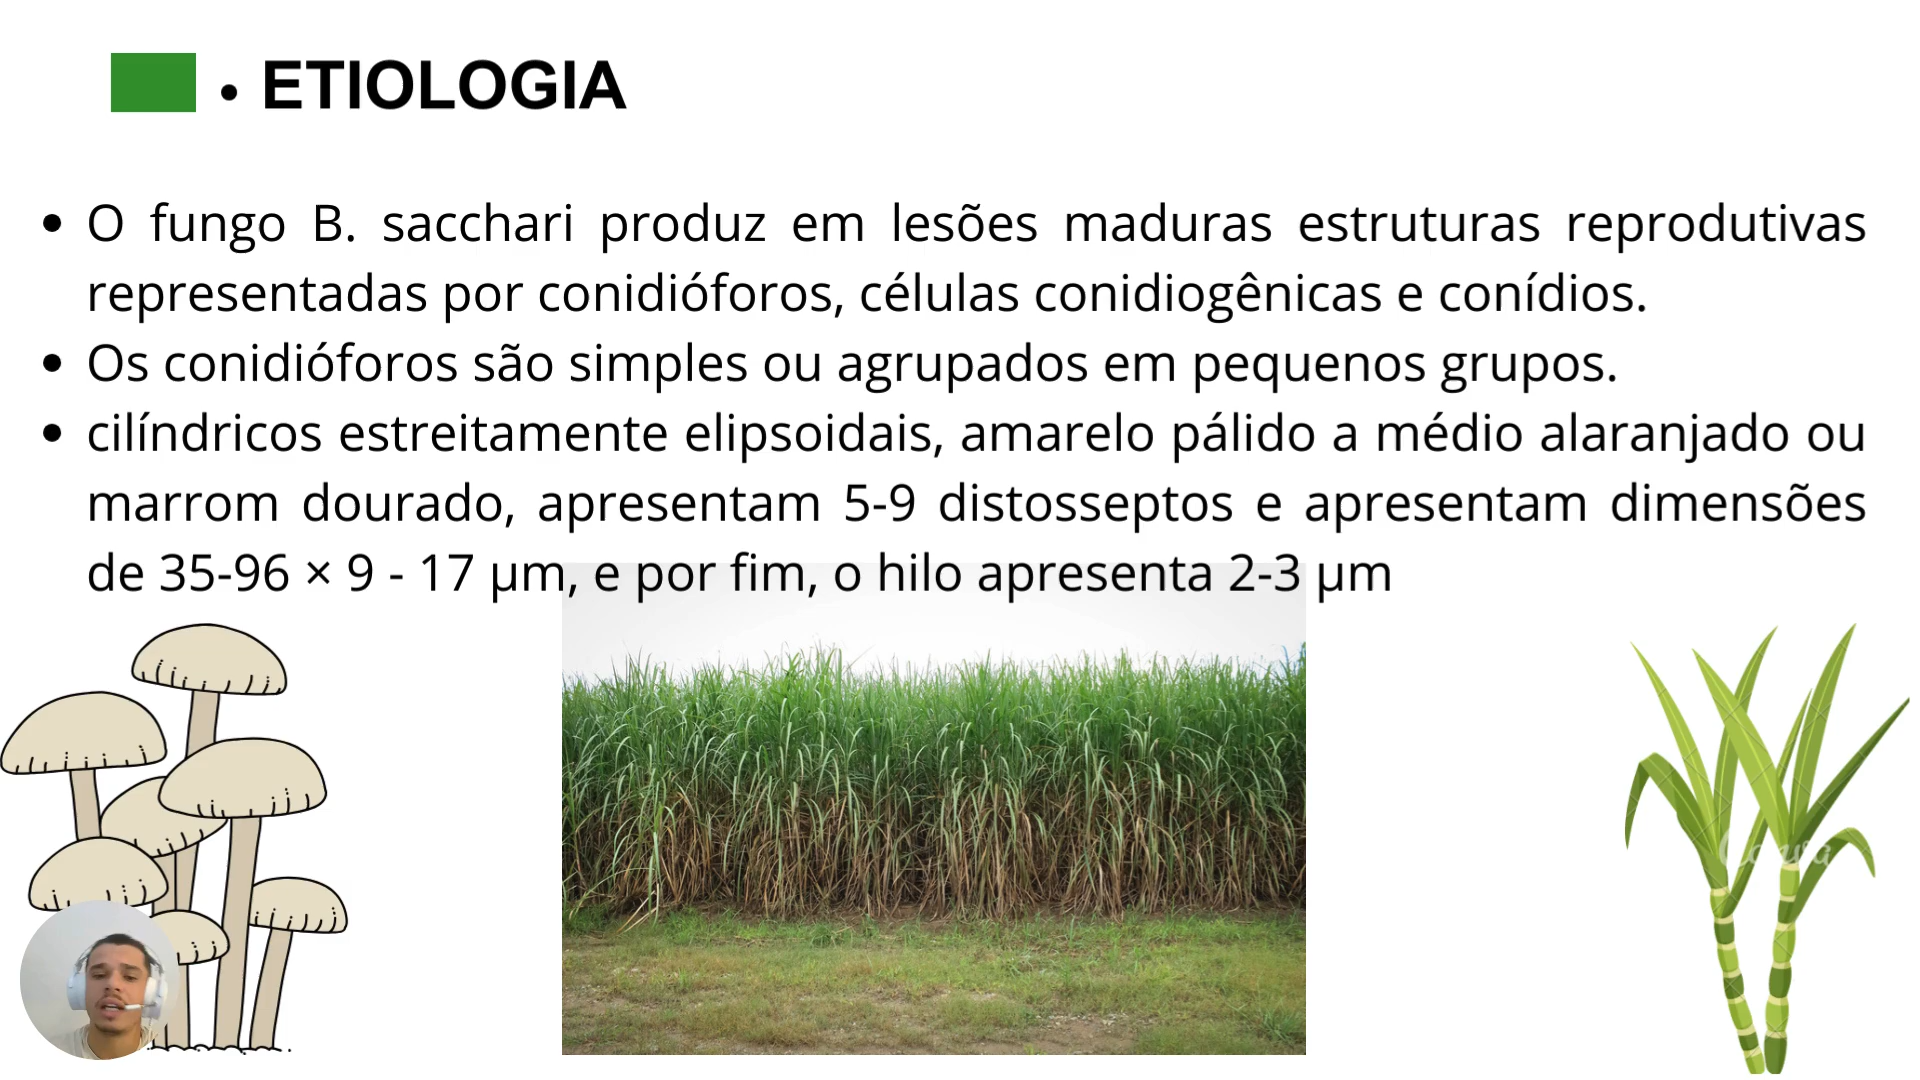 • ETIOLOGIA
• O fungo B. sacchari produz em lesões maduras estruturas reprodutivas
representadas por conidióforos, células conidiogênicas e conídios.
• Os conidióforos são simples ou agrupados em pequenos grupos.
• cilíndricos estreitamente elipsoidais, amarelo pálido a médio alaranjado ou
marrom dourado, apresentam 5-9 distosseptos e apresentam dimensões
de 35-96 × 9 - 17 µm, e por fim, o hilo apresenta 2-3 µm
Canva